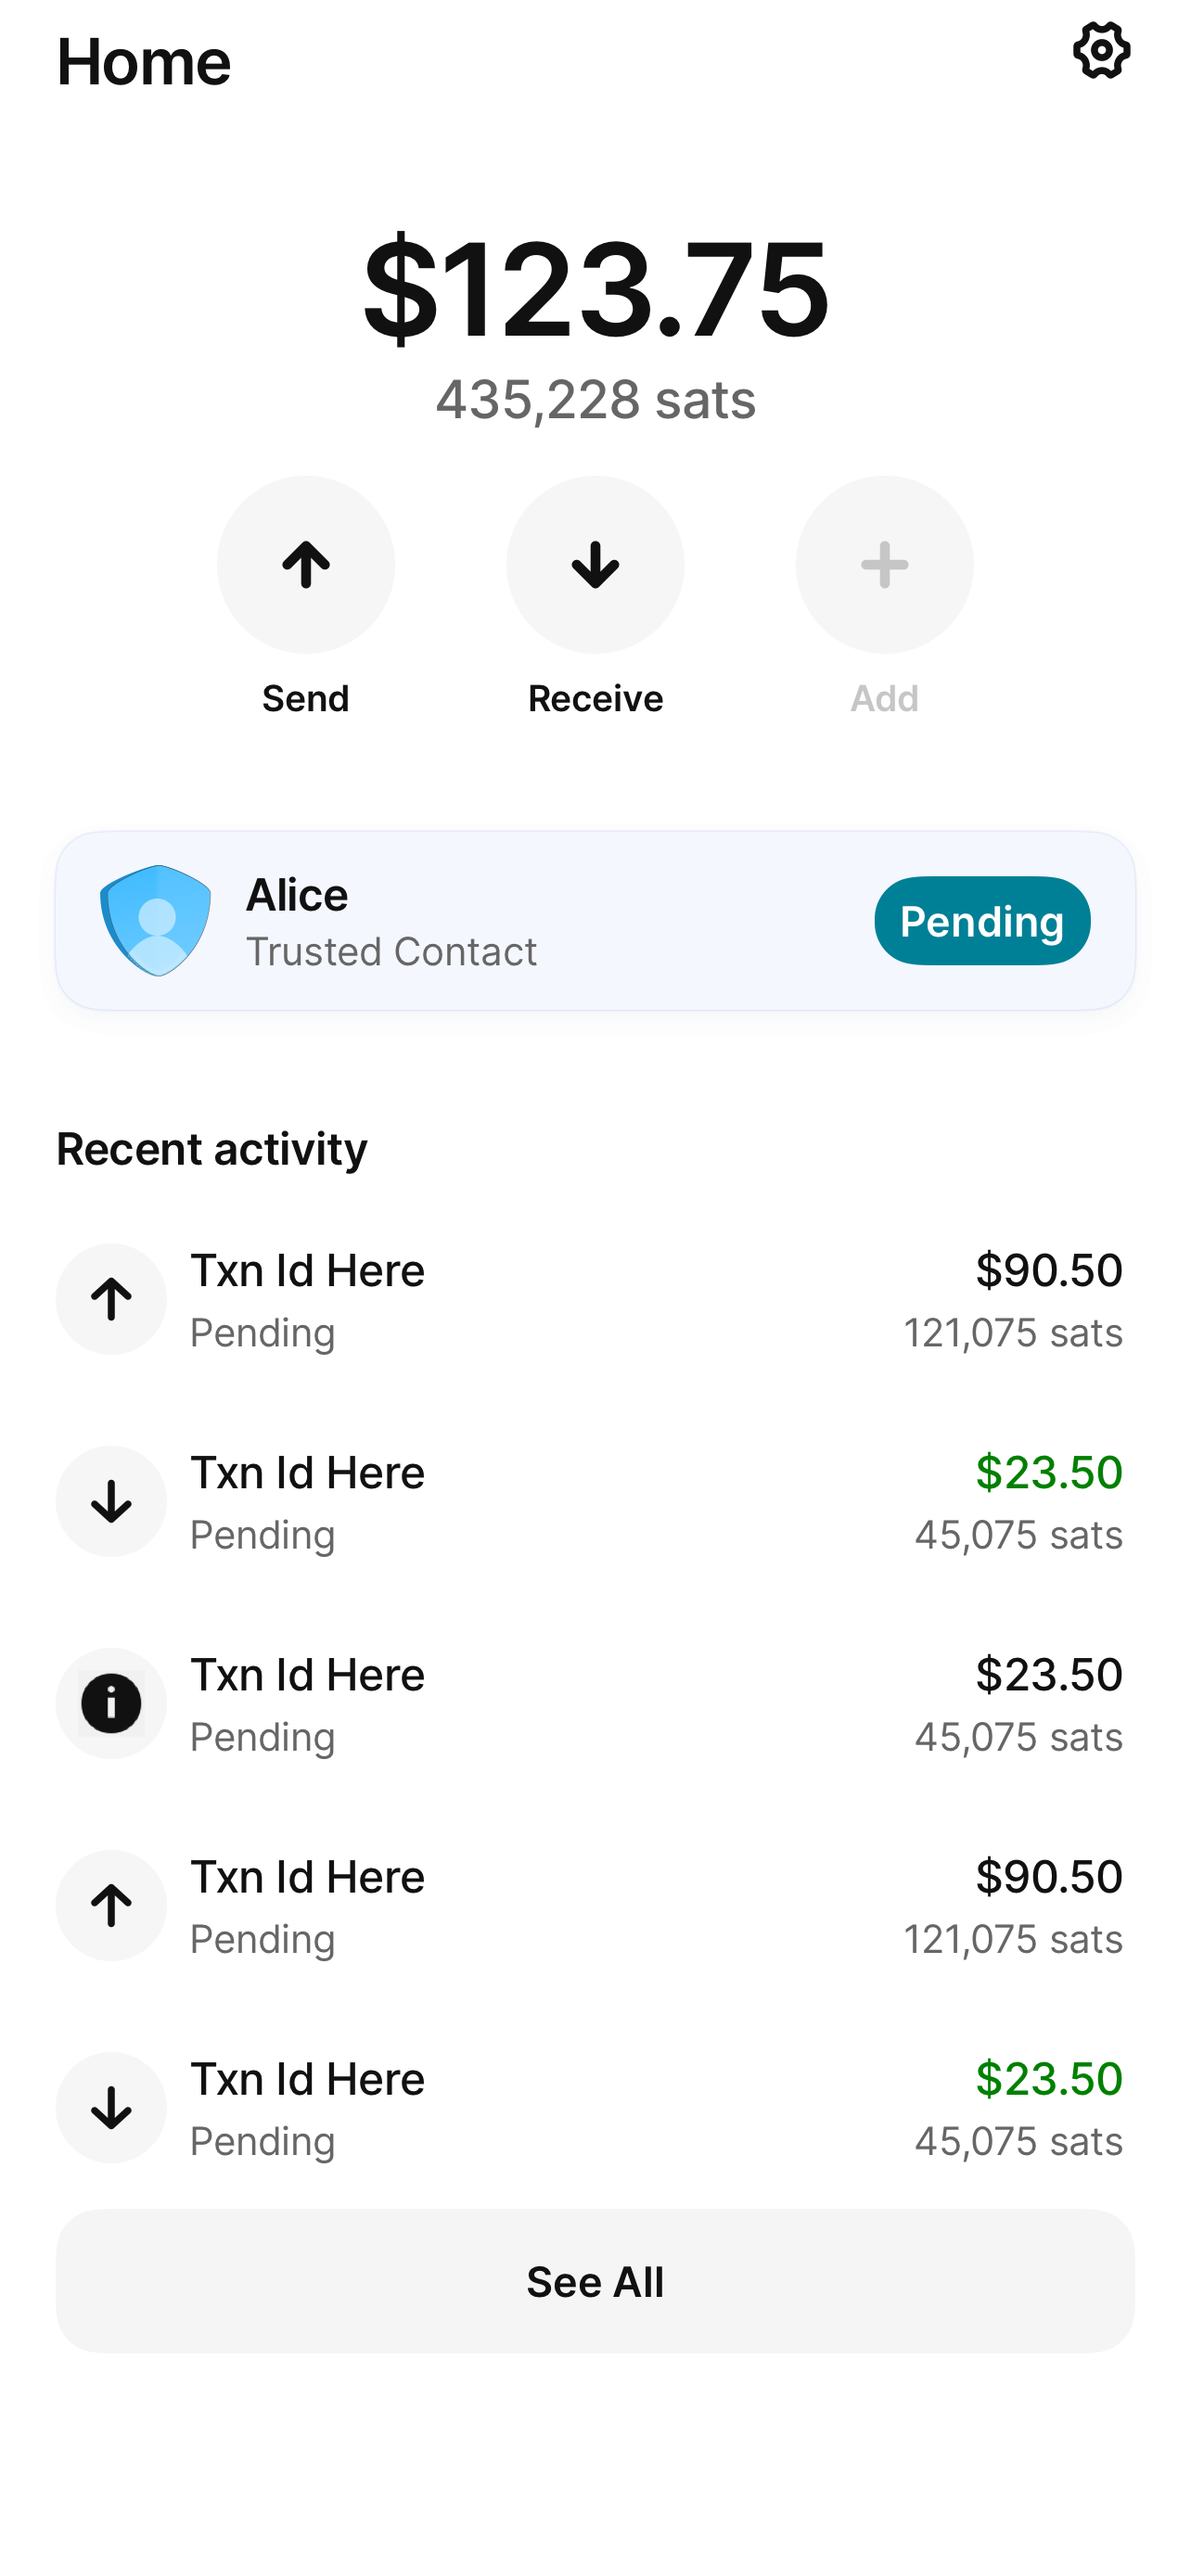 Home
$123.75
435,228 sats
Send
Receive
Add
Alice
Trusted Contact
Pending
Recent activity
Txn Id Here
$90.50
Pending
121,075 sats
Txn Id Here
$23.50
Pending
45,075 sats
Txn Id Here
$23.50
Pending
45,075 sats
Txn Id Here
$90.50
Pending
121,075 sats
Txn Id Here
$23.50
Pending
45,075 sats
See All